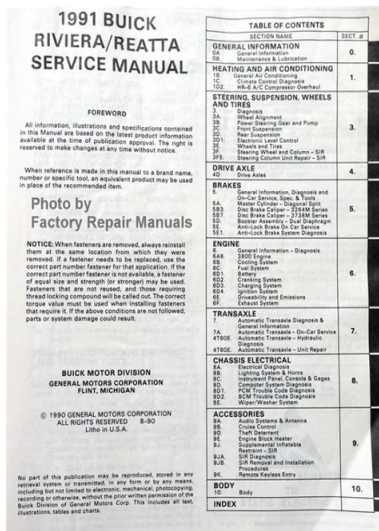 1991 BUICK
RIVIERA/REATTA
SERVICE MANUAL
FOREWORD
All information, illustrations and specifications contained
in this Manual are based on the latest product information
available at the time of publication approval. The right is
reserved to make changes at any time without notice.
When reference is made in this manual to a brand name,
number or specific tool, an equivalent product may be used
in place of the recommended item.
Photo by
Factory Repair Manuals
NOTICE: When fasteners are removed, always reinstall
them at the same location from which they were
removed. If a fastener needs to be replaced, use the
correct part number fastener for that application. If the
correct part number fastener is not available, a fastener
of equal size and strength (or stronger) may be used.
Fasteners that are not reused, and those requiring
thread locking compound will be called out. The correct
torque value must be used when installing fasteners
that require it. If the above conditions are not followed,
parts or system damage could result.
BUICK MOTOR DIVISION
GENERAL MOTORS CORPORATION
FLINT, MICHIGAN
© 1990 GENERAL MOTORS CORPORATION
ALL RIGHTS RESERVED 8-90
Litho in U.S.A.
No part of this publication may be reproduced, stored in any
retrieval system or transmitted, in any form or by any means,
including but not limited to electronic, mechanical, photocopying,
recording or otherwise, without the prior written permission of the
Buick Division of General Motors Corp. This includes all text,
illustrations, tables and charts.
TABLE OF CONTENTS
SECTION NAME SECT. #
GENERAL INFORMATION 0.
0A. General Information
0B. Maintenance & Lubrication
HEATING AND AIR CONDITIONING 1.
1B. General Air Conditioning
1C. Climate Control Diagnosis
1D2. HR-6 A/C Compressor Overhaul
STEERING, SUSPENSION, WHEELS
AND TIRES 3.
3. Diagnosis
3A. Wheel Alignment
3B. Power Steering Gear and Pump
3C. Front Suspension
3D. Rear Suspension
3D1. Electronic Level Control
3E. Wheels and Tires
3F. Steering Wheel and Column - SIR
3F5. Steering Column Unit Repair - SIR
DRIVE AXLE 4.
4D. Drive Axles
BRAKES 5.
5. General Information, Diagnosis and
On-Car Service, Spec. & Tools
5A. Master Cylinder - Diagonal Split
5B3. Disc Brake Caliper - 3264M Series
5B7. Disc Brake Caliper - 3738M Series
5D. Booster Assembly - Dual Diaphragm
5E. Anti-Lock Brake On Car Service
5E1. Anti-Lock Brake System Diagnosis
ENGINE 6.
6. General Information - Diagnosis
6A8. 3800 Engine
6B. Cooling System
6C. Fuel System
6D1. Battery
6D2. Cranking System
6D3. Charging System
6D4. Ignition System
6E. Driveability and Emissions
6F. Exhaust System
TRANSAXLE 7.
7. Automatic Transaxle Diagnosis &
General Information
7A. Automatic Transaxle - On-Car Service
4T60E. Automatic Transaxle - Hydraulic
Diagnosis
4T60E. Automatic Transaxle - Unit Repair
CHASSIS ELECTRICAL 8.
8A. Electrical Diagnosis
8B. Lighting System & Horns
8C. Instrument Panel, Console & Gages
8D. Computer System Diagnosis
8D1. PCM Trouble Code Diagnosis
8D2. BCM Trouble Code Diagnosis
8E. Wiper/Washer System
ACCESSORIES 9.
9A. Audio Systems & Antenna
9B. Cruise Control
9D. Theft Deterrent
9E. Engine Block Heater
9J. Supplemental Inflatable
Restraint - SIR
9JA. SIR Diagnosis
9JB. SIR Removal and Installation
Procedures
9K. Remote Keyless Entry
BODY 10.
10. Body
INDEX